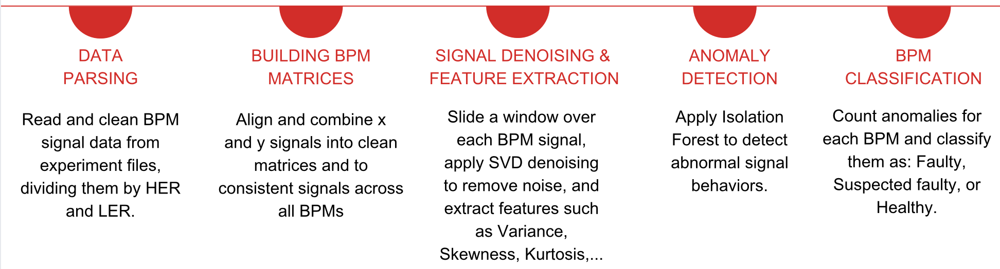 DATA
PARSING
Read and clean BPM
signal data from
experiment files,
dividing them by HER
and LER.
BUILDING BPM
MATRICES
Align and combine x
and y signals into clean
matrices and to
consistent signals across
all BPMs
SIGNAL DENOISING &
FEATURE EXTRACTION
Slide a window over
each BPM signal,
apply SVD denoising
to remove noise, and
extract features such
as Variance,
Skewness, Kurtosis,...
ANOMALY
DETECTION
Apply Isolation
Forest to detect
abnormal signal
behaviors.
BPM
CLASSIFICATION
Count anomalies for
each BPM and classify
them as: Faulty,
Suspected faulty, or
Healthy.